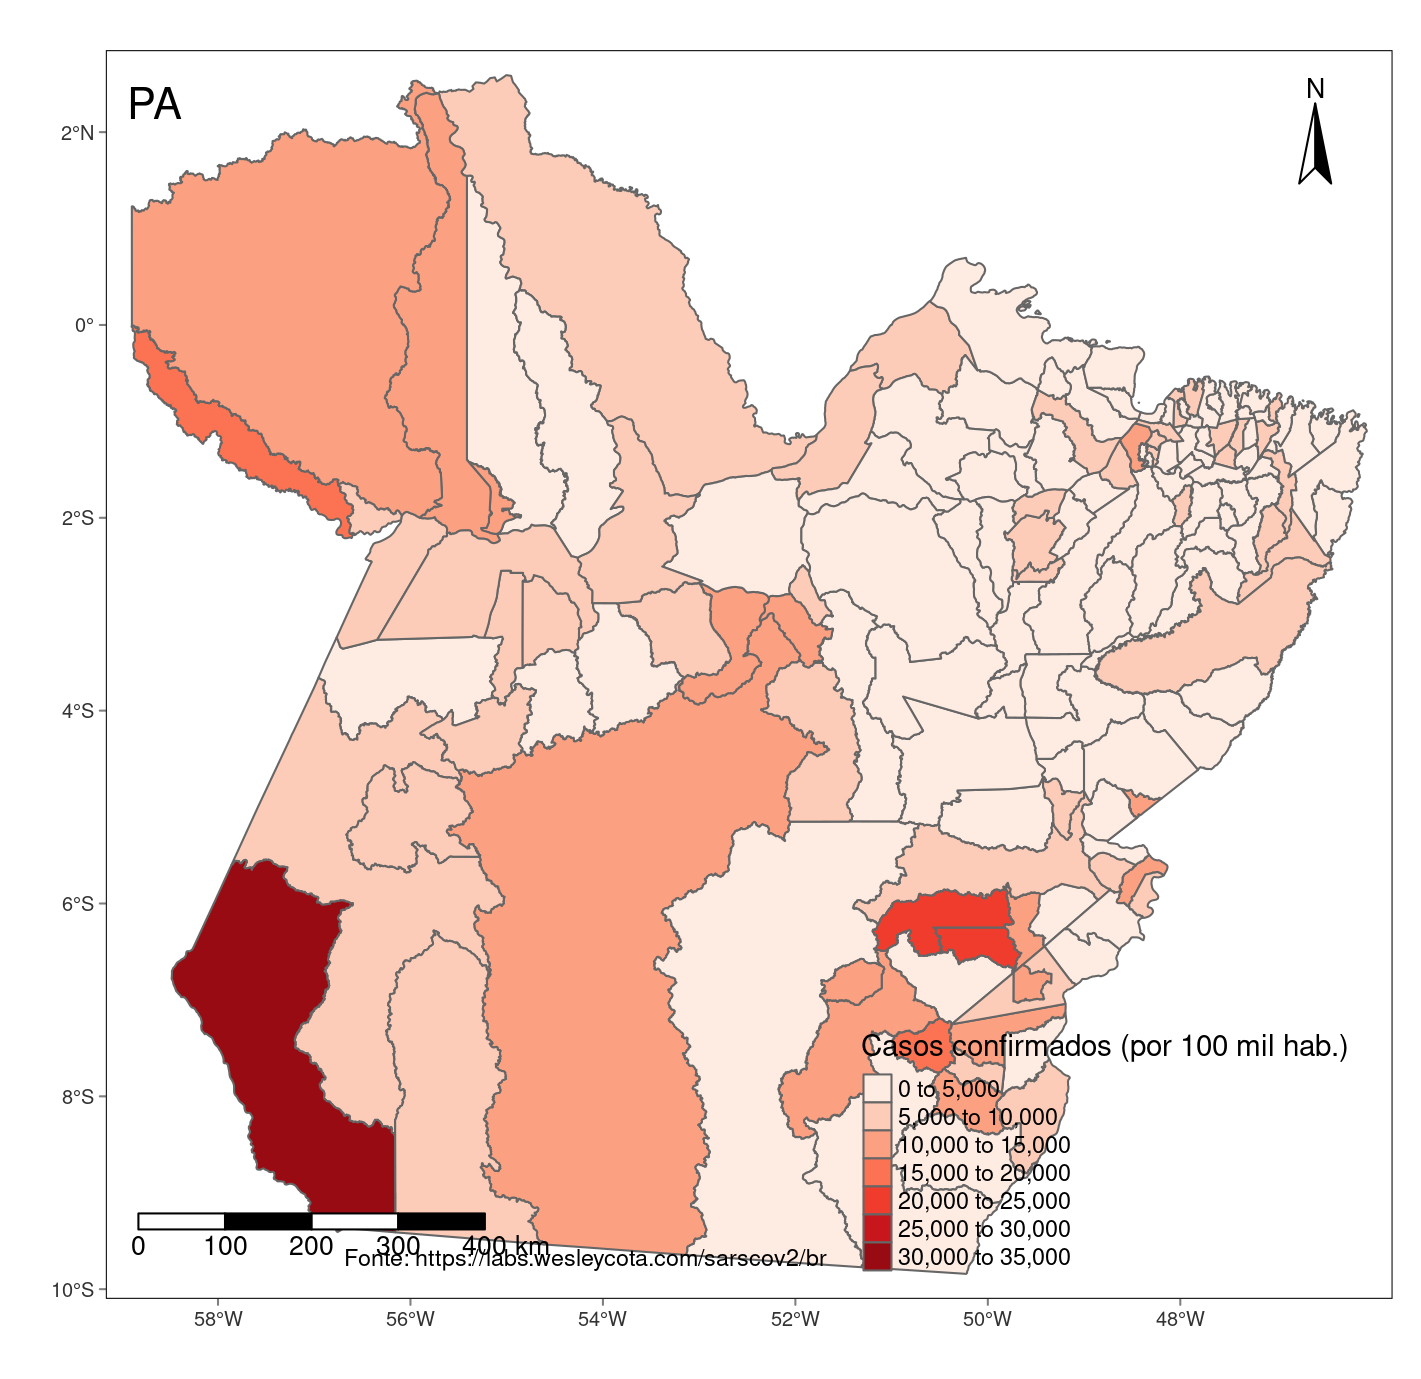 PA
N
2°N
0°
2°S
4°S
6°S
8°S
10°S
58°W
56°W
54°W
52°W
50°W
48°W
Casos confirmados (por 100 mil hab.)
0 to 5,000
5,000 to 10,000
10,000 to 15,000
15,000 to 20,000
20,000 to 25,000
25,000 to 30,000
30,000 to 35,000
0 100 200 300 400 km
Fonte: https://labs.wesleycota.com/sarscov2/br